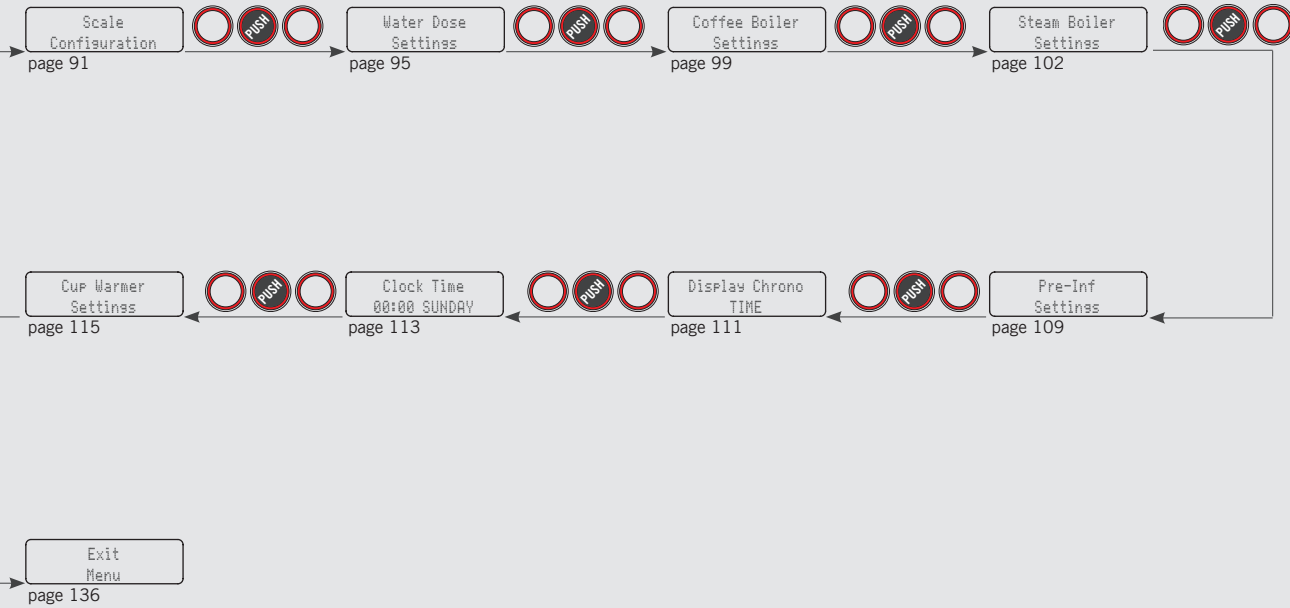 Scale
Configuration
PUSH
page 91
Water Dose
Settings
PUSH
page 95
Coffee Boiler
Settings
PUSH
page 99
Steam Boiler
Settings
PUSH
page 102
Cup Warmer
Settings
PUSH
page 115
Clock Time
00:00 SUNDAY
PUSH
page 113
Display Chrono
TIME
PUSH
page 111
Pre-Inf
Settings
page 109
Exit
Menu
page 136